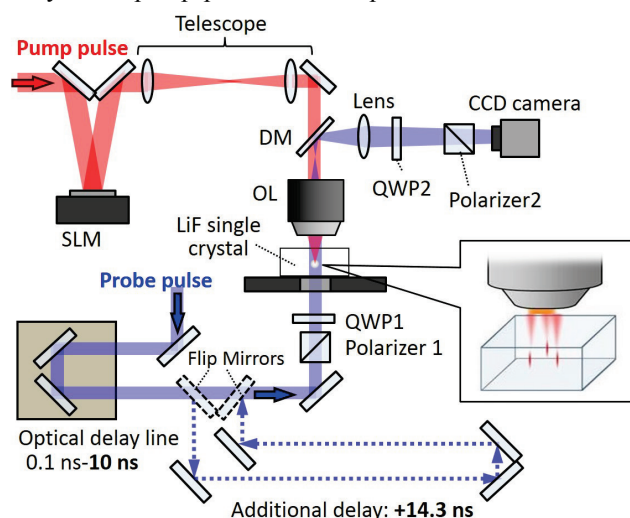 Telescope
Pump pulse
Lens
CCD camera
DM
QWP2
Polarizer2
OL
SLM
LiF single
crystal
Probe pulse
QWP1
Polarizer 1
Flip Mirrors
Optical delay line
0.1 ns-10 ns
Additional delay: +14.3 ns